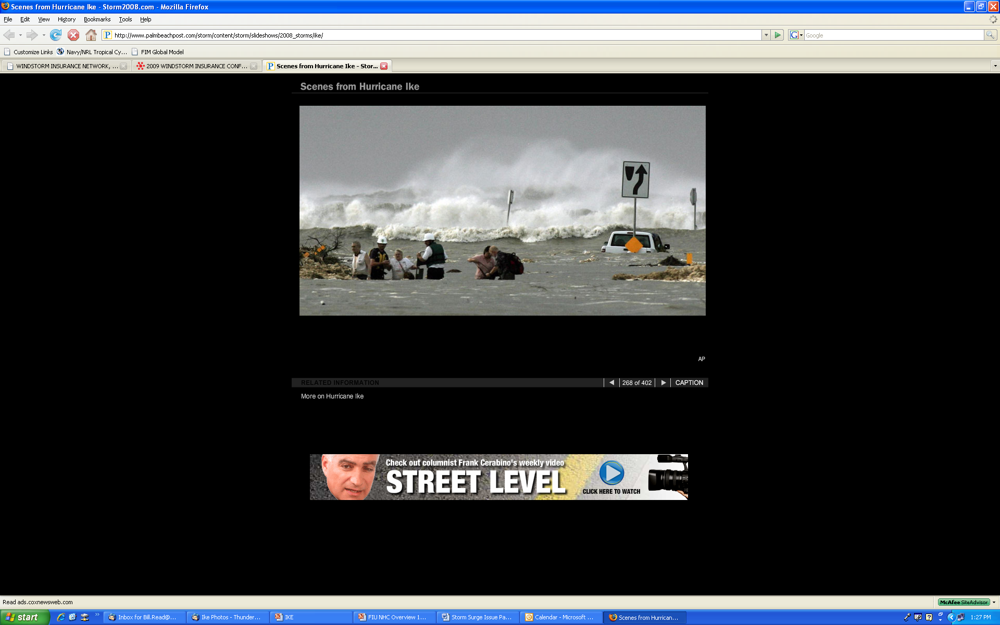 Scenes from Hurricane Ike - Storm2008.com - Mozilla Firefox
File Edit View History Bookmarks Tools Help
http://www.palmbeachpost.com/storm/content/storm/slideshows/2008_storms/ike/
Google
Customize Links Navy/NRL Tropical Cy... FIM Global Model
WINDSTORM INSURANCE NETWORK, ... 2009 WINDSTORM INSURANCE CONF... Scenes from Hurricane Ike - Stor...
Scenes from Hurricane Ike
AP
RELATED INFORMATION 268 of 402 CAPTION
More on Hurricane Ike
Check out columnist Frank Cerabino's weekly video
STREET LEVEL
CLICK HERE TO WATCH
Read ads.coxnewsweb.com
McAfee SiteAdvisor
start Inbox for Bill.Read@... Ike Photos - Thunder... IKE FIU NHC Overview 1... Storm Surge Issue Pa... Calendar - Microsoft ... Scenes from Hurrican... 1:27 PM